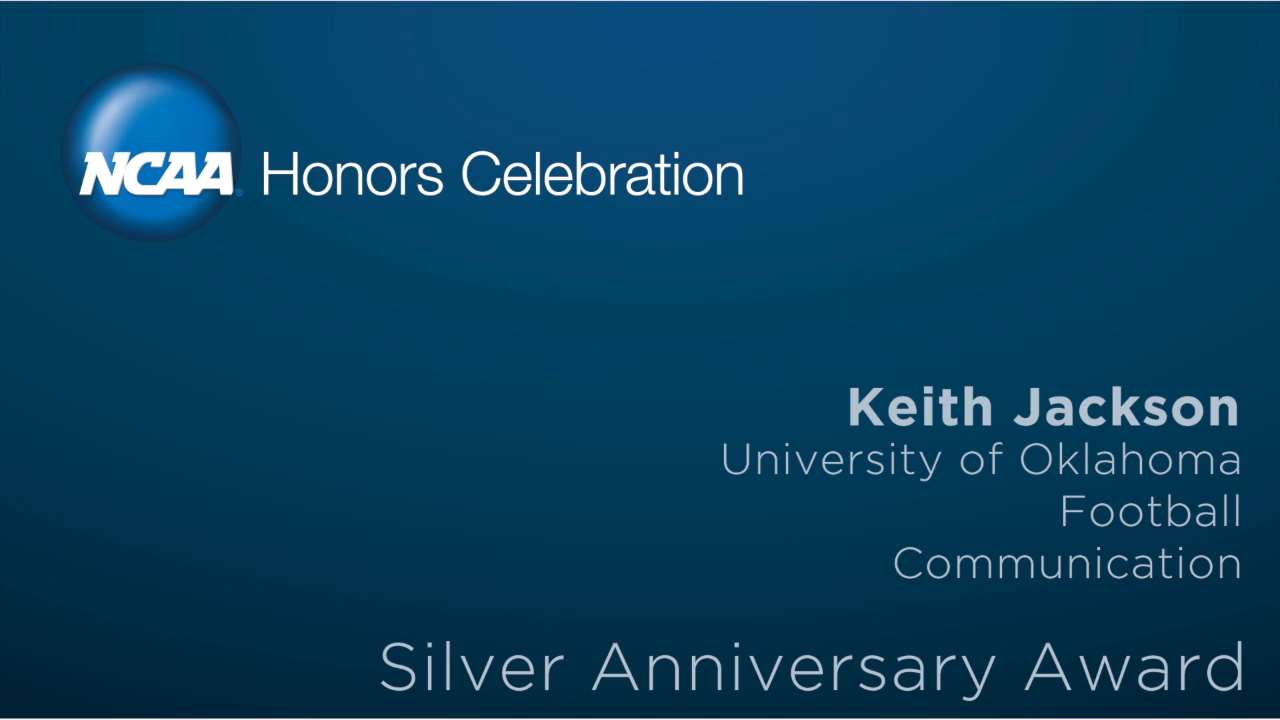 NCAA Honors Celebration
Keith Jackson
University of Oklahoma
Football
Communication
Silver Anniversary Award